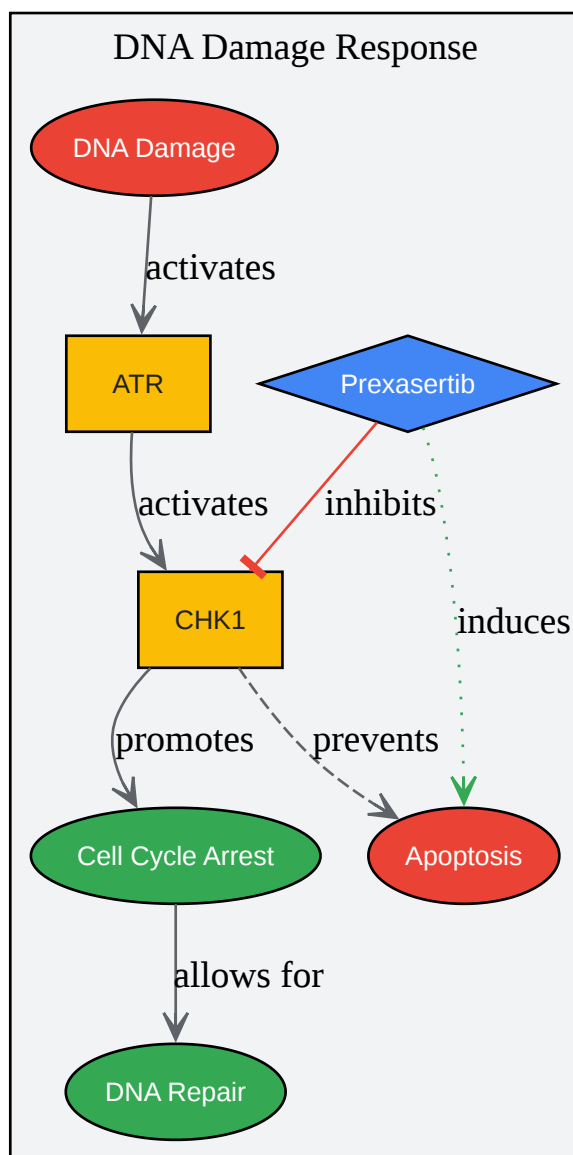 DNA Damage Response
DNA Damage
activates
ATR
Prexasertib
activates
inhibits
CHK1
induces
promotes
prevents
Cell Cycle Arrest
Apoptosis
allows for
DNA Repair